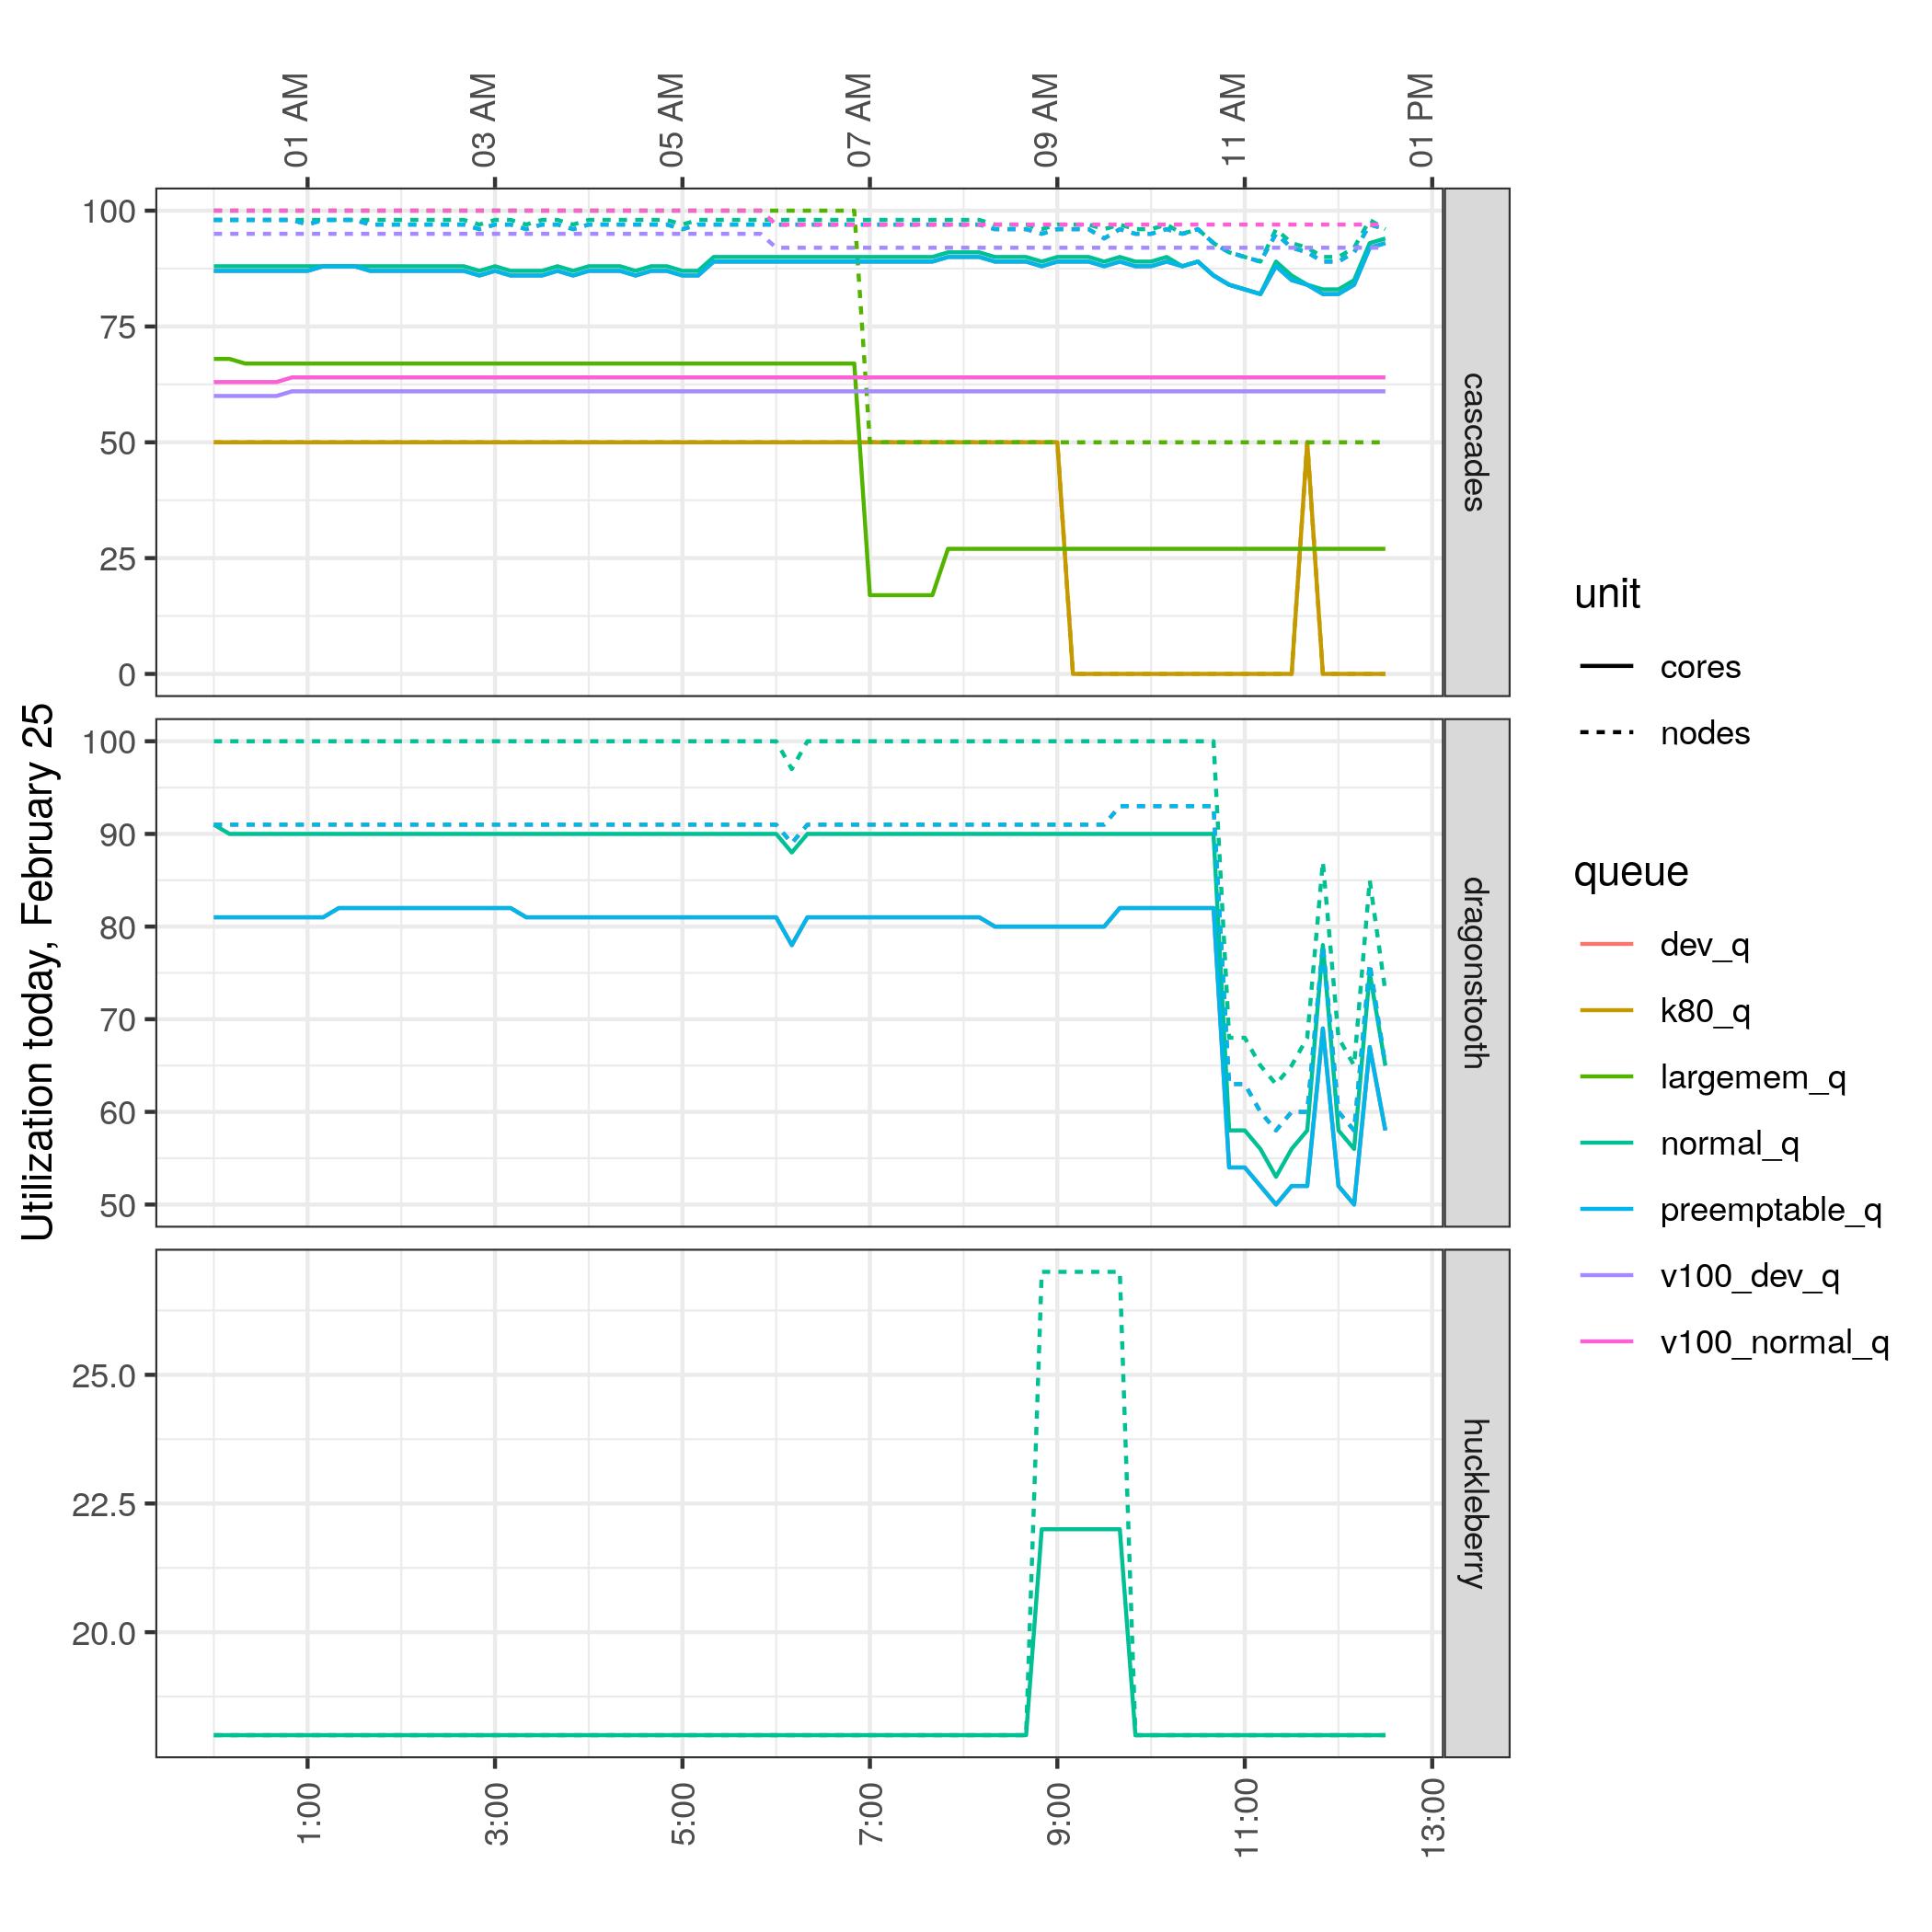 01 AM
03 AM
05 AM
07 AM
09 AM
11 AM
01 PM
Utilization today, February 25
100
75
50
25
0
cascades
100
90
80
70
60
50
dragonstooth
25.0
22.5
20.0
huckleberry
1:00
3:00
5:00
7:00
9:00
11:00
13:00
unit
cores
nodes
queue
dev_q
k80_q
largemem_q
normal_q
preemptable_q
v100_dev_q
v100_normal_q